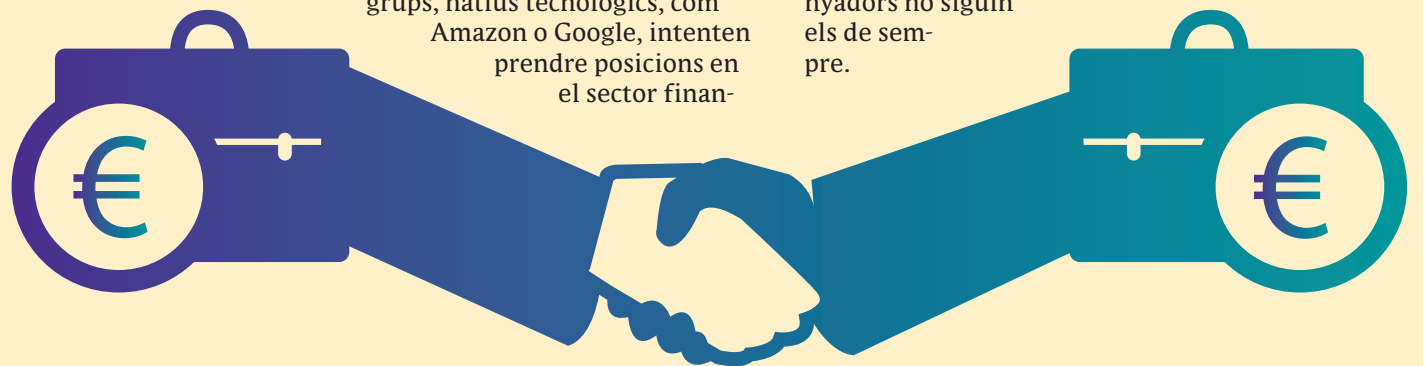 grups, natius tecnològics, com
Amazon o Google, intenten
prendre posicions en
el sector finan-
nyadors no siguin
els de sem-
pre.
€
€